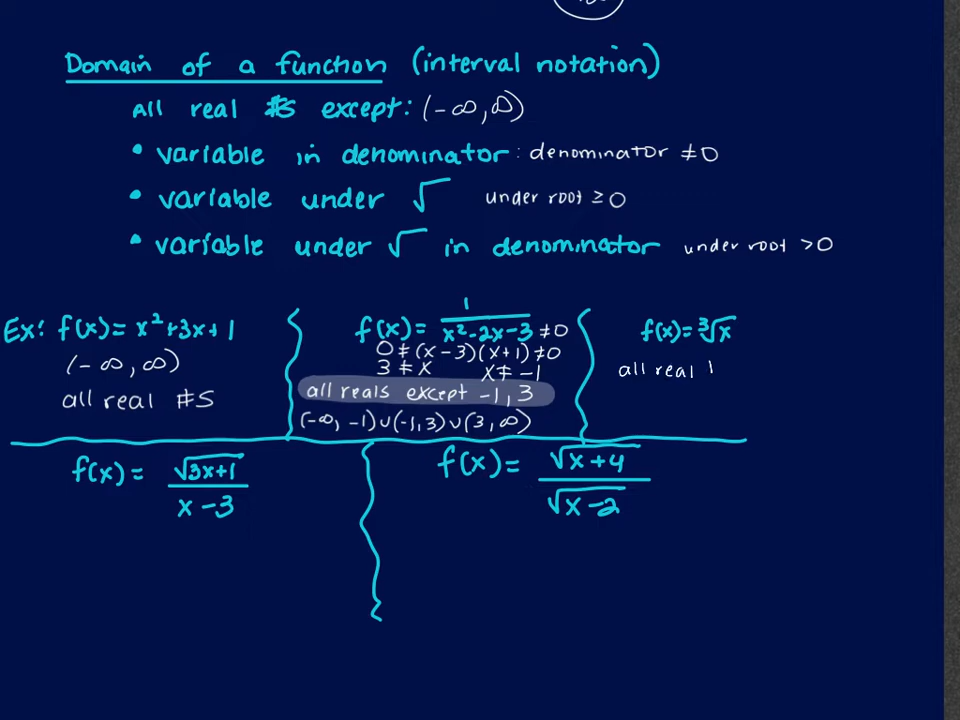 Domain of a function (interval notation)
All real #s except: (-∞,∞)
• variable in denominator: denominator ≠0
• variable under √ under root ≥0
• variable under √ in denominator under root >0
Ex: f(x)= x²+3x+1
(-∞,∞)
all real #s
f(x)= 1/(x²-2x-3) ≠0
0≠(x-3)(x+1)≠0
3≠x x≠-1
all reals except -1,3
(-∞,-1)∪(-1,3)∪(3,∞)
f(x)=∛x
all real
f(x)= √(3x+1)/(x-3)
f(x)= √(x+4)/√(x-2)